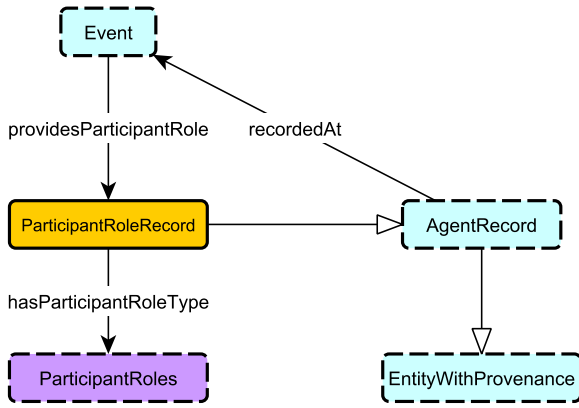 Event
providesParticipantRole
recordedAt
ParticipantRoleRecord
AgentRecord
hasParticipantRoleType
ParticipantRoles
EntityWithProvenance